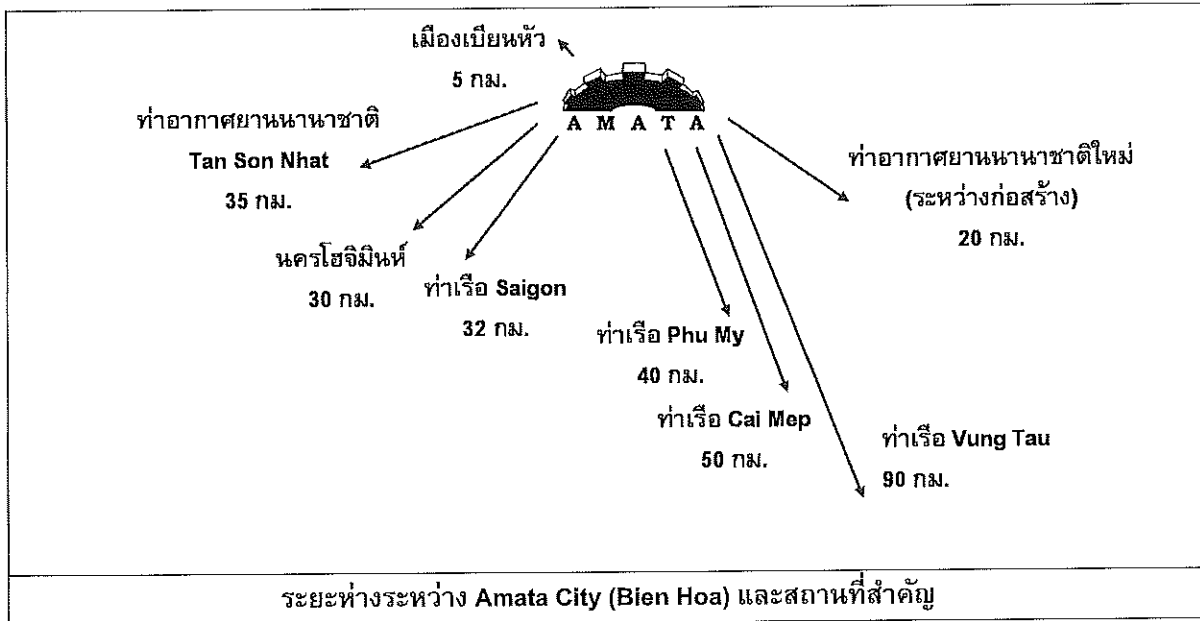 เมืองเบียนหัว
5 กม.
A M A T A
ท่าอากาศยานนานาชาติ
Tan Son Nhat
35 กม.
ท่าอากาศยานนานาชาติใหม่
(ระหว่างก่อสร้าง)
20 กม.
นครโฮจิมินห์
30 กม.
ท่าเรือ Saigon
32 กม.
ท่าเรือ Phu My
40 กม.
ท่าเรือ Cai Mep
50 กม.
ท่าเรือ Vung Tau
90 กม.
ระยะห่างระหว่าง Amata City (Bien Hoa) และสถานที่สำคัญ